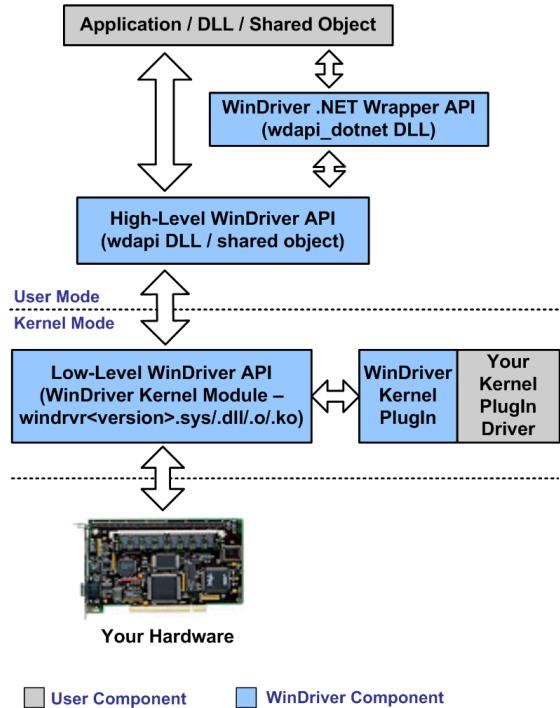 Application / DLL / Shared Object
WinDriver .NET Wrapper API
(wdapi_dotnet DLL)
High-Level WinDriver API
(wdapi DLL / shared object)
User Mode
Kernel Mode
Low-Level WinDriver API
(WinDriver Kernel Module –
windrvr<version>.sys/.dll/.o/.ko)
WinDriver
Kernel
PlugIn
Your
Kernel
PlugIn
Driver
Your Hardware
User Component
WinDriver Component